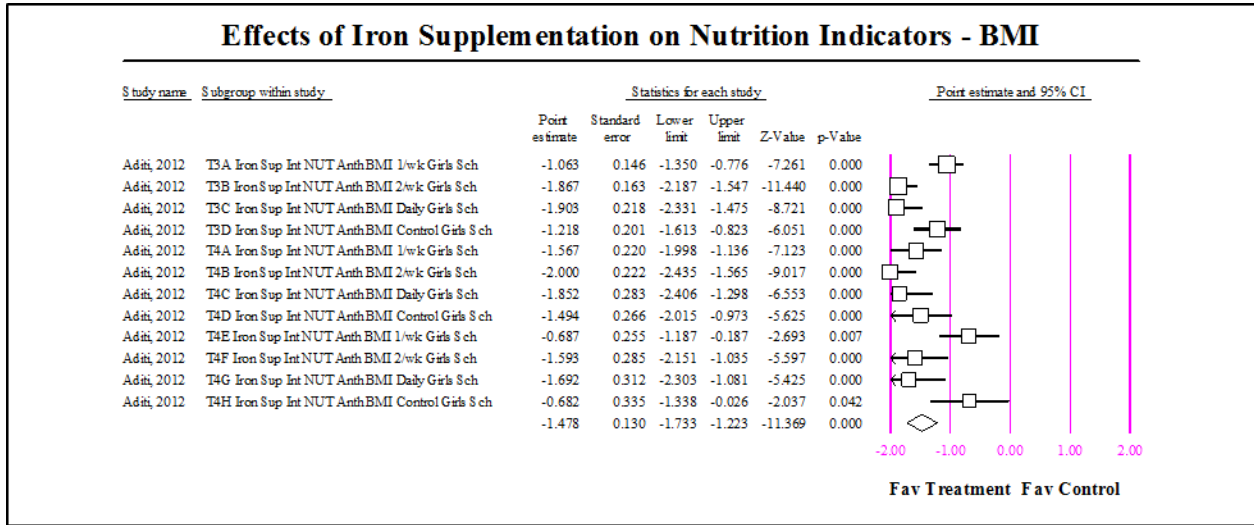 Effects of Iron Supplementation on Nutrition Indicators - BMI
Study name Subgroup within study Statistics for each study Point estimate and 95% CI
Point Standard Lower Upper
estimate error limit limit Z-Value p-Value
Aditi, 2012 T3A Iron Sup Int NUT Anth BMI 1/wk Girls Sch -1.063 0.146 -1.350 -0.776 -7.261 0.000
Aditi, 2012 T3B Iron Sup Int NUT Anth BMI 2/wk Girls Sch -1.867 0.163 -2.187 -1.547 -11.440 0.000
Aditi, 2012 T3C Iron Sup Int NUT Anth BMI Daily Girls Sch -1.903 0.218 -2.331 -1.475 -8.721 0.000
Aditi, 2012 T3D Iron Sup Int NUT Anth BMI Control Girls Sch -1.218 0.201 -1.613 -0.823 -6.051 0.000
Aditi, 2012 T4A Iron Sup Int NUT Anth BMI 1/wk Girls Sch -1.567 0.220 -1.998 -1.136 -7.123 0.000
Aditi, 2012 T4B Iron Sup Int NUT Anth BMI 2/wk Girls Sch -2.000 0.222 -2.435 -1.565 -9.017 0.000
Aditi, 2012 T4C Iron Sup Int NUT Anth BMI Daily Girls Sch -1.852 0.283 -2.406 -1.298 -6.553 0.000
Aditi, 2012 T4D Iron Sup Int NUT Anth BMI Control Girls Sch -1.494 0.266 -2.015 -0.973 -5.625 0.000
Aditi, 2012 T4E Iron Sup Int NUT Anth BMI 1/wk Girls Sch -0.687 0.255 -1.187 -0.187 -2.693 0.007
Aditi, 2012 T4F Iron Sup Int NUT Anth BMI 2/wk Girls Sch -1.593 0.285 -2.151 -1.035 -5.597 0.000
Aditi, 2012 T4G Iron Sup Int NUT Anth BMI Daily Girls Sch -1.692 0.312 -2.303 -1.081 -5.425 0.000
Aditi, 2012 T4H Iron Sup Int NUT Anth BMI Control Girls Sch -0.682 0.335 -1.338 -0.026 -2.037 0.042
-1.478 0.130 -1.733 -1.223 -11.369 0.000
-2.00 -1.00 0.00 1.00 2.00
Fav Treatment Fav Control